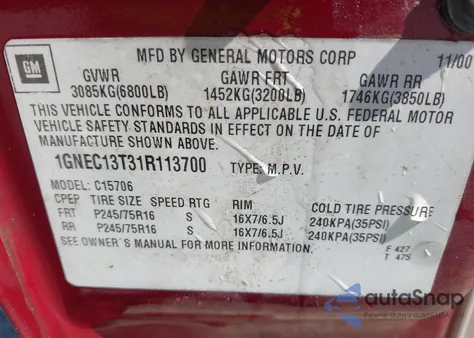 GM
MFD BY GENERAL MOTORS CORP 11/00
GVWR GAWR FRT GAWR RR
3085KG(6800LB) 1452KG(3200LB) 1746KG(3850LB)
THIS VEHICLE CONFORMS TO ALL APPLICABLE U.S. FEDERAL MOTOR
VEHICLE SAFETY STANDARDS IN EFFECT ON THE DATE OF
MANUFACTURE SHOWN ABOVE.
1GNEC13T31R113700 TYPE: M.P.V.
MODEL: C15706
CPEP TIRE SIZE SPEED RTG RIM COLD TIRE PRESSURE
FRT P245/75R16 S 16X7/6.5J 240KPA(35PSI)
RR P245/75R16 S 16X7/6.5J 240KPA(35PSI)
SEE OWNER'S MANUAL FOR MORE INFORMATION. F 427
T 475
autoSnap